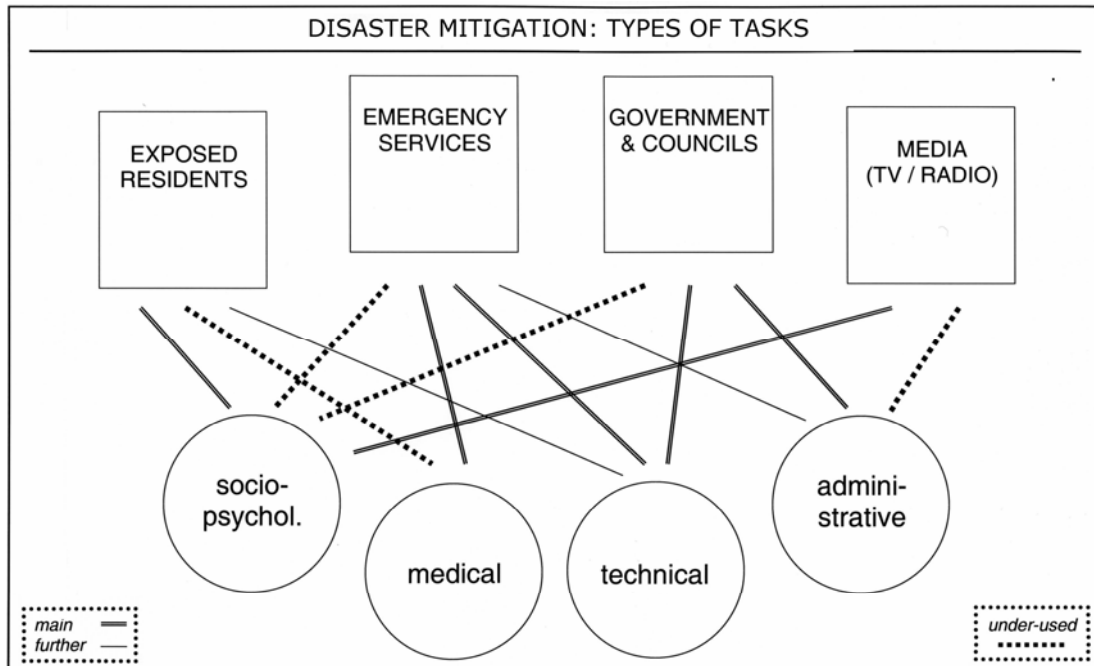 DISASTER MITIGATION: TYPES OF TASKS
EXPOSED
RESIDENTS
EMERGENCY
SERVICES
GOVERNMENT
& COUNCILS
MEDIA
(TV / RADIO)
socio-
psychol.
medical
technical
admini-
strative
main
further
under-used